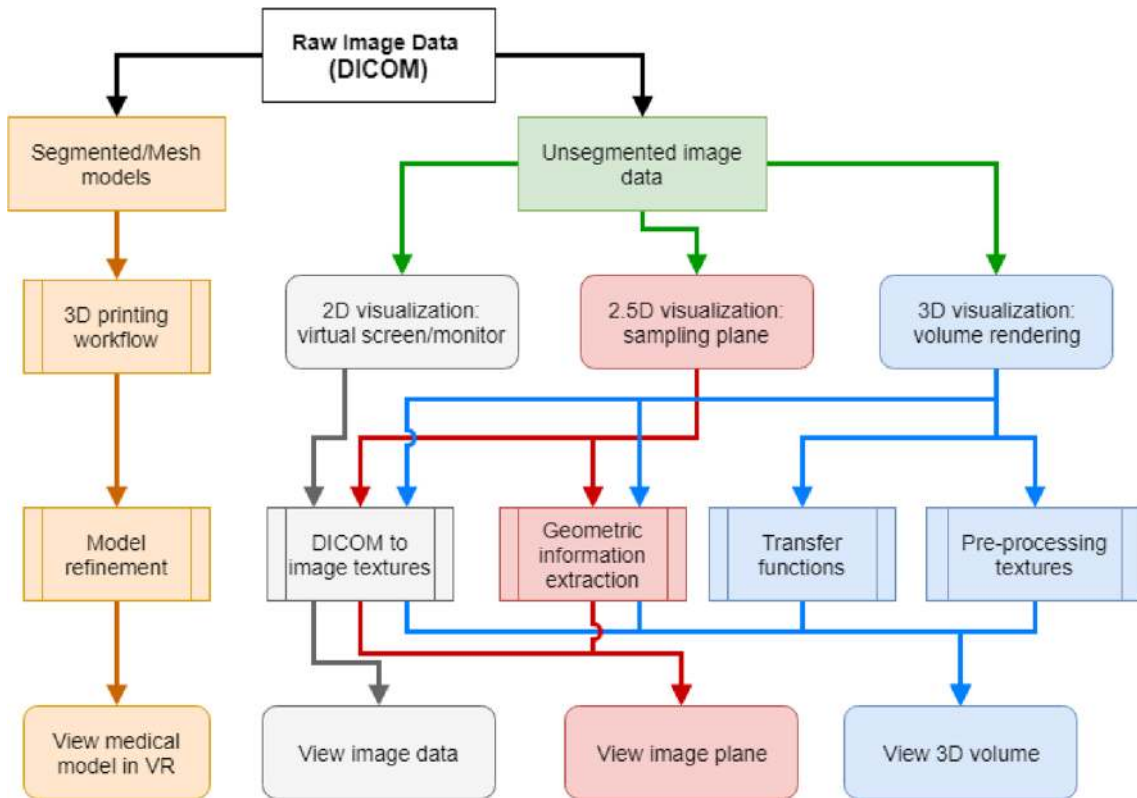 Raw Image Data
(DICOM)
Segmented/Mesh
models
Unsegmented image
data
3D printing
workflow
2D visualization:
virtual screen/monitor
2.5D visualization:
sampling plane
3D visualization:
volume rendering
Model
refinement
DICOM to
image textures
Geometric
information
extraction
Transfer
functions
Pre-processing
textures
View medical
model in VR
View image data
View image plane
View 3D volume